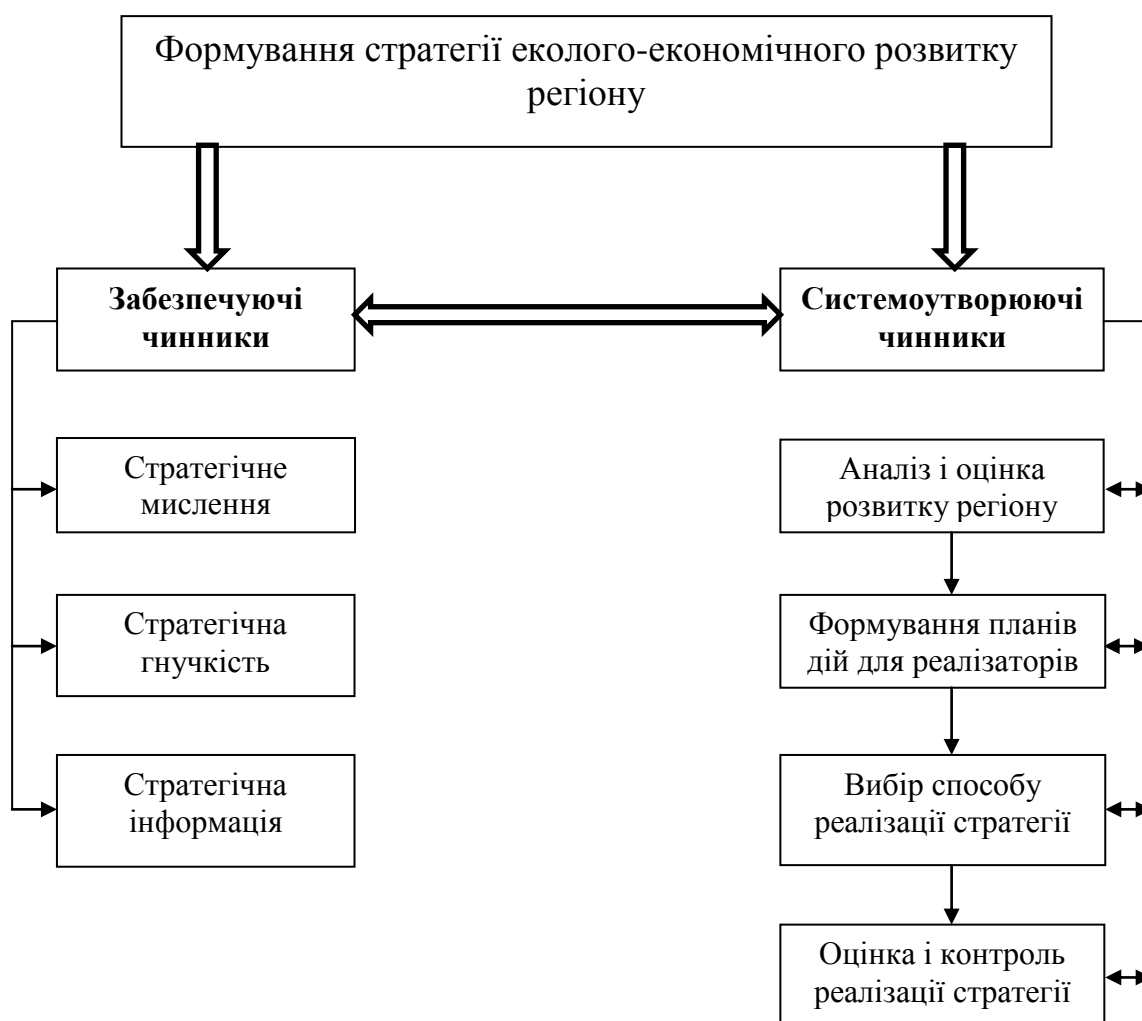 Формування стратегії еколого-економічного розвитку
регіону
Забезпечуючі
чинники
Системоутворюючі
чинники
Стратегічне
мислення
Стратегічна
гнучкість
Стратегічна
інформація
Аналіз і оцінка
розвитку регіону
Формування планів
дій для реалізаторів
Вибір способу
реалізації стратегії
Оцінка і контроль
реалізації стратегії